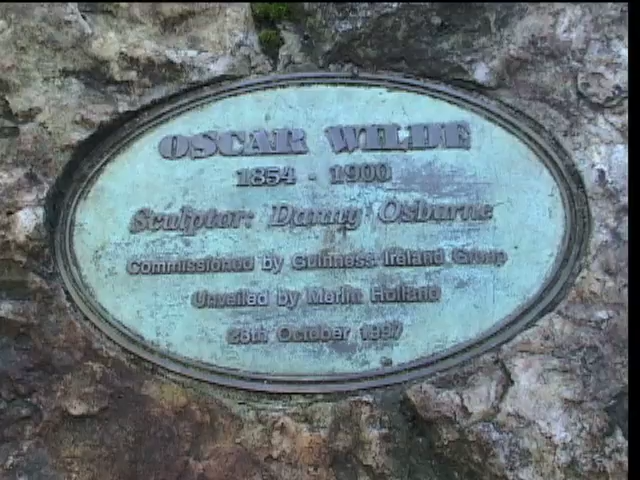 OSCAR WILDE
1854 - 1900
Sculptor: Danny Osborne
Commissioned by Guinness Ireland Group
Unveiled by Merlin Holland
28th October 1997